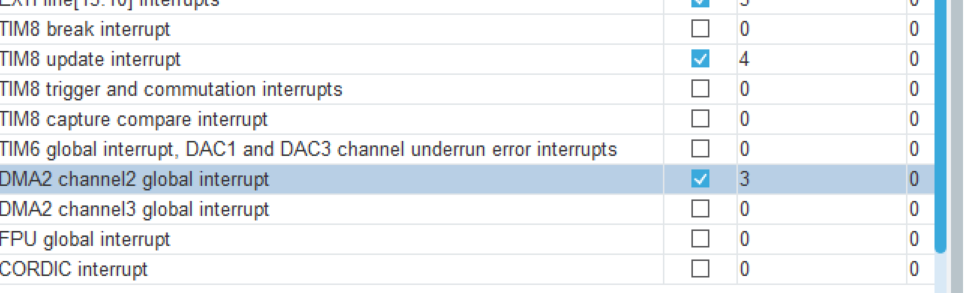 EXTI line[15:10] interrupts 3 0
TIM8 break interrupt 0 0
TIM8 update interrupt 4 0
TIM8 trigger and commutation interrupts 0 0
TIM8 capture compare interrupt 0 0
TIM6 global interrupt, DAC1 and DAC3 channel underrun error interrupts 0 0
DMA2 channel2 global interrupt 3 0
DMA2 channel3 global interrupt 0 0
FPU global interrupt 0 0
CORDIC interrupt 0 0